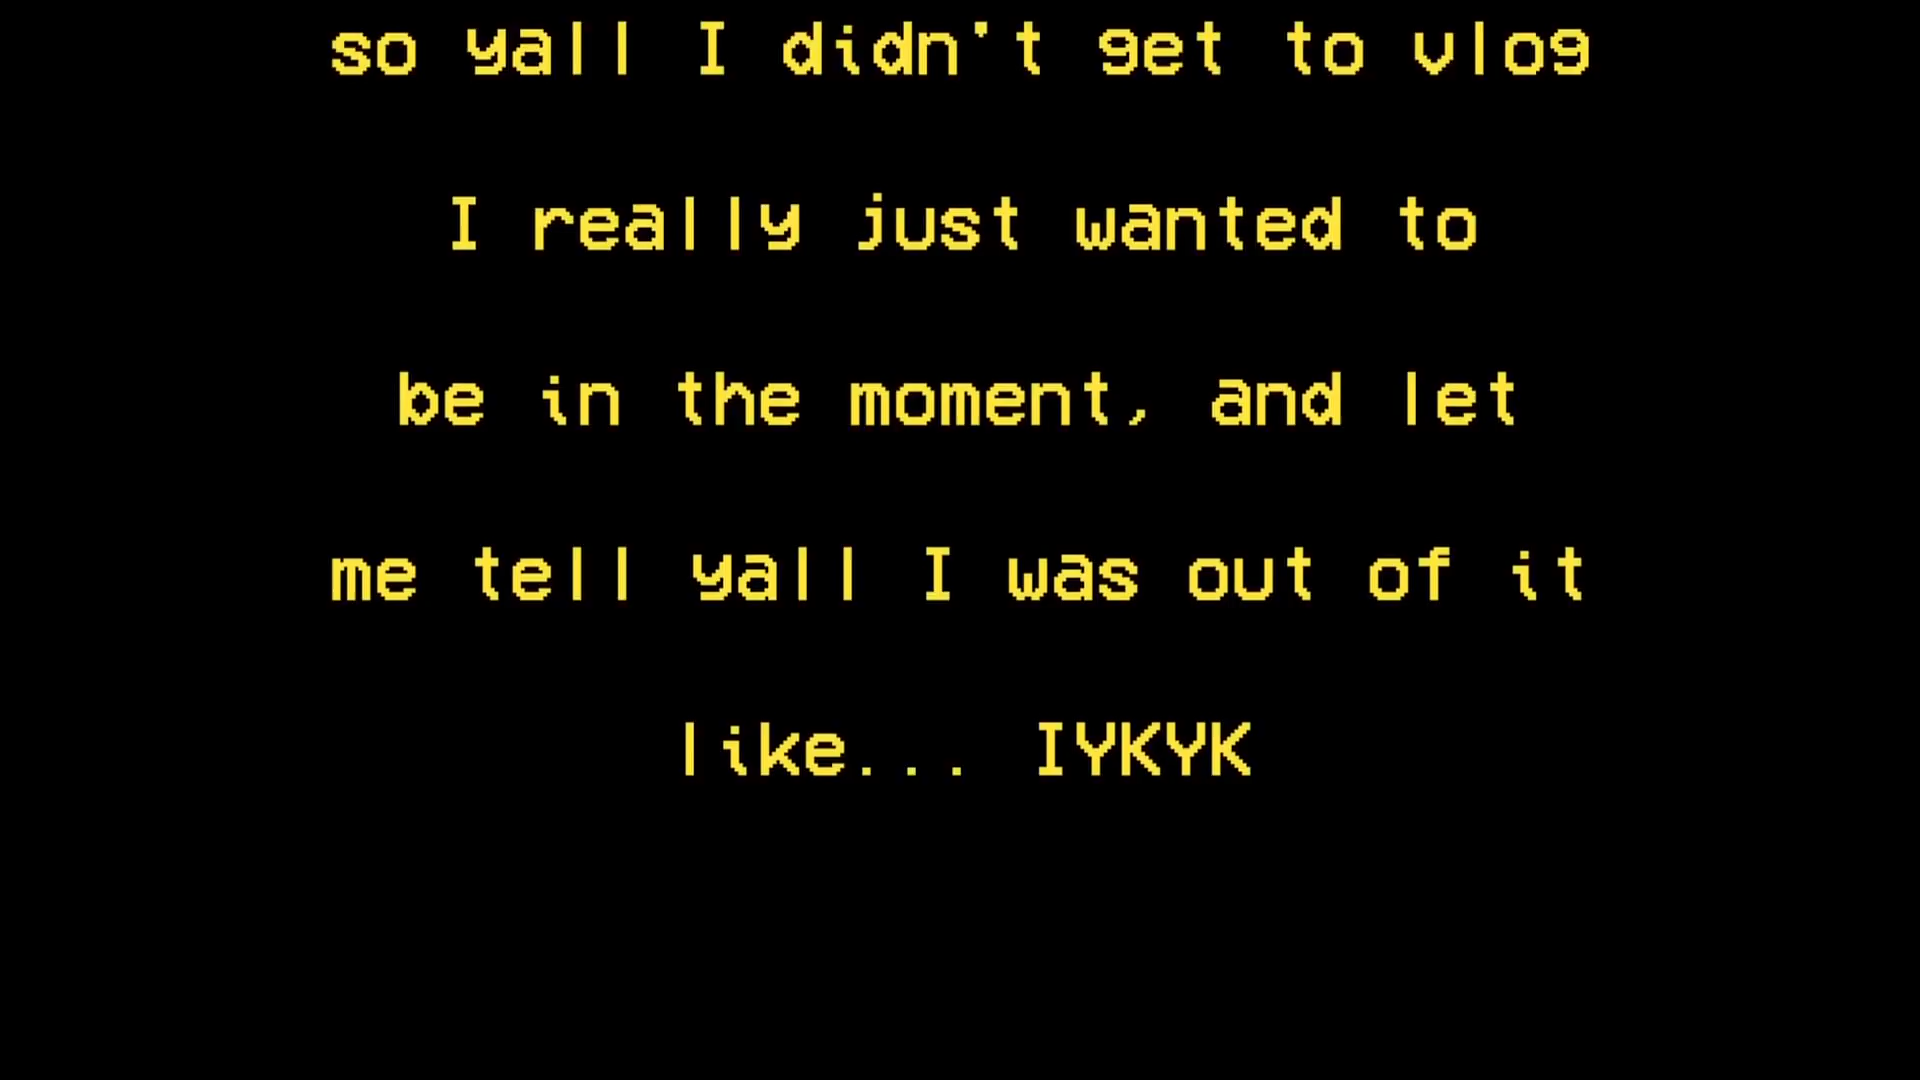 so yall I didn't get to vlog
I really just wanted to
be in the moment, and let
me tell yall I was out of it
like... IYKYK